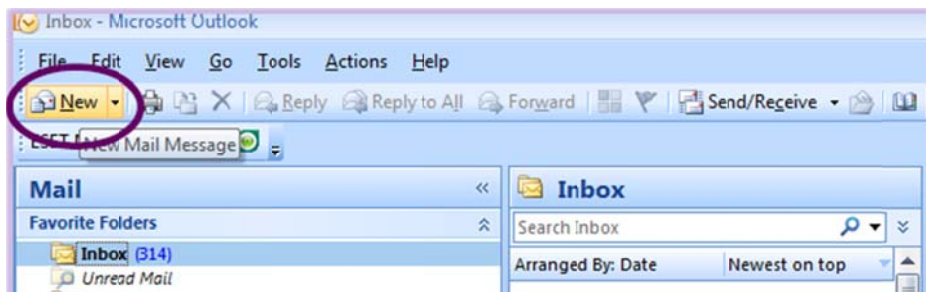 Inbox - Microsoft Outlook
File Edit View Go Tools Actions Help
New Reply Reply to All Forward Send/Receive
ESET
New Mail Message
Mail
Inbox
Favorite Folders
Search Inbox
Inbox (314)
Arranged By: Date Newest on top
Unread Mail